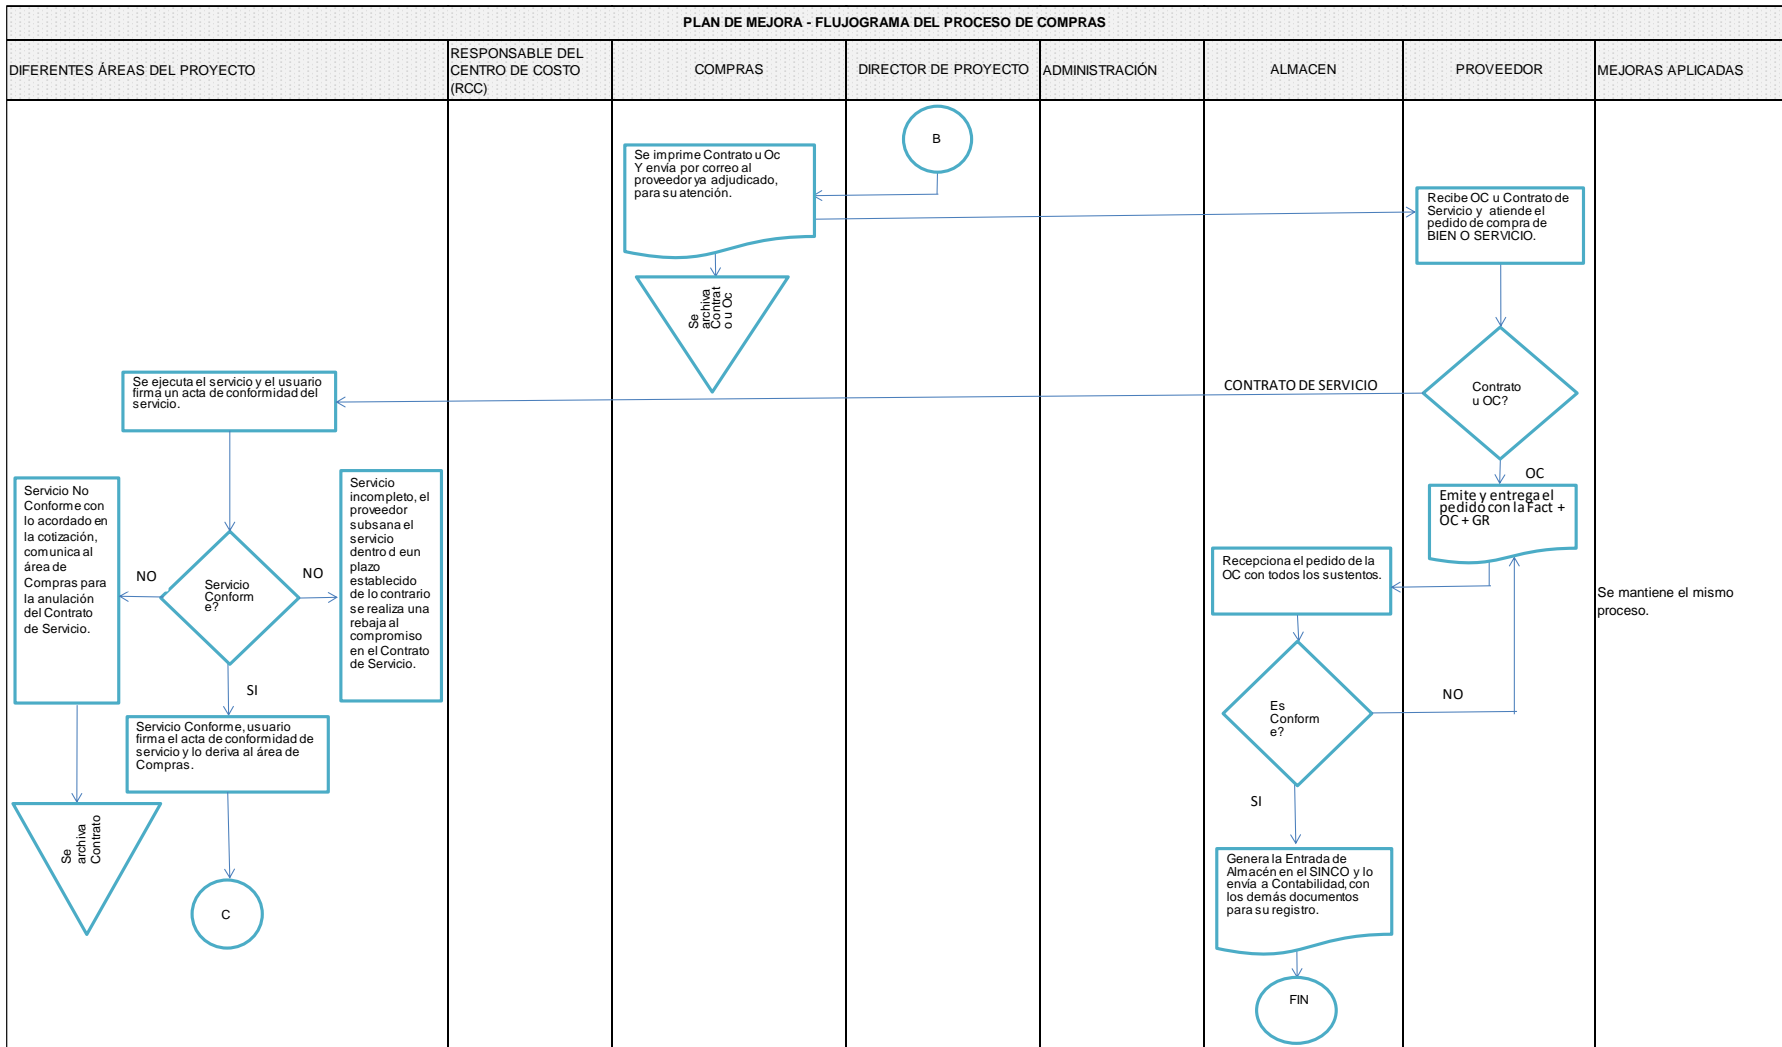 PLAN DE MEJORA - FLUJOGRAMA DEL PROCESO DE COMPRAS
DIFERENTES ÁREAS DEL PROYECTO
RESPONSABLE DEL
CENTRO DE COSTO
(RCC)
COMPRAS
DIRECTOR DE PROYECTO
ADMINISTRACIÓN
ALMACEN
PROVEEDOR
MEJORAS APLICADAS
B
Se imprime Contrato u Oc
Y envía por correo al
proveedor ya adjudicado,
para su atención.
Recibe OC u Contrato de
Servicio y atiende el
pedido de compra de
BIEN O SERVICIO.
Se
archiva
Contrat
o u Oc
Se ejecuta el servicio y el usuario
firma un acta de conformidad del
servicio.
CONTRATO DE SERVICIO
Contrato
u OC?
OC
Servicio No
Conforme con
lo acordado en
la cotización,
comunica al
área de
Compras para
la anulación
del Contrato
de Servicio.
NO
Servicio
Conform
e?
NO
Servicio
incompleto, el
proveedor
subsana el
servicio
dentro d eun
plazo
establecido
de lo contrario
se realiza una
rebaja al
compromiso
en el Contrato
de Servicio.
Emite y entrega el
pedido con la Fact +
OC + GR
Recepciona el pedido de la
OC con todos los sustentos.
Se mantiene el mismo
proceso.
SI
Es
Conform
e?
NO
Servicio Conforme, usuario
firma el acta de conformidad de
servicio y lo deriva al área de
Compras.
SI
Se
archiva
Contrato
Genera la Entrada de
Almacén en el SINCO y lo
envía a Contabilidad, con
los demás documentos
para su registro.
C
FIN